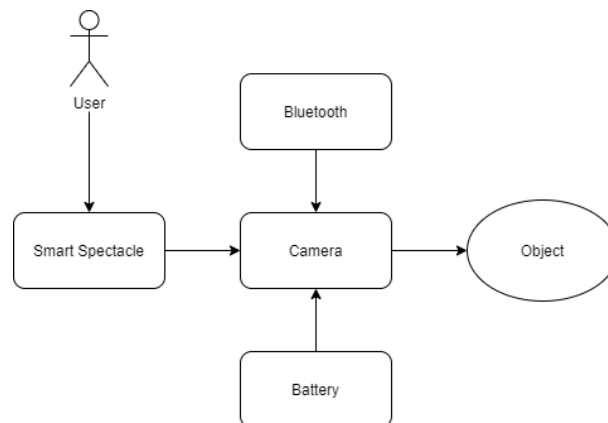 User
Bluetooth
Smart Spectacle
Camera
Object
Battery